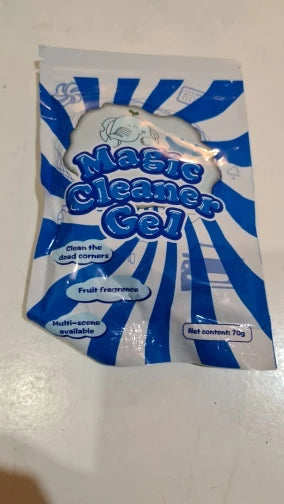 Magic
Cleaner
Gel
Clean the
dead corners
Fruit fragrance
Multi-scene
available
Net content: 70g